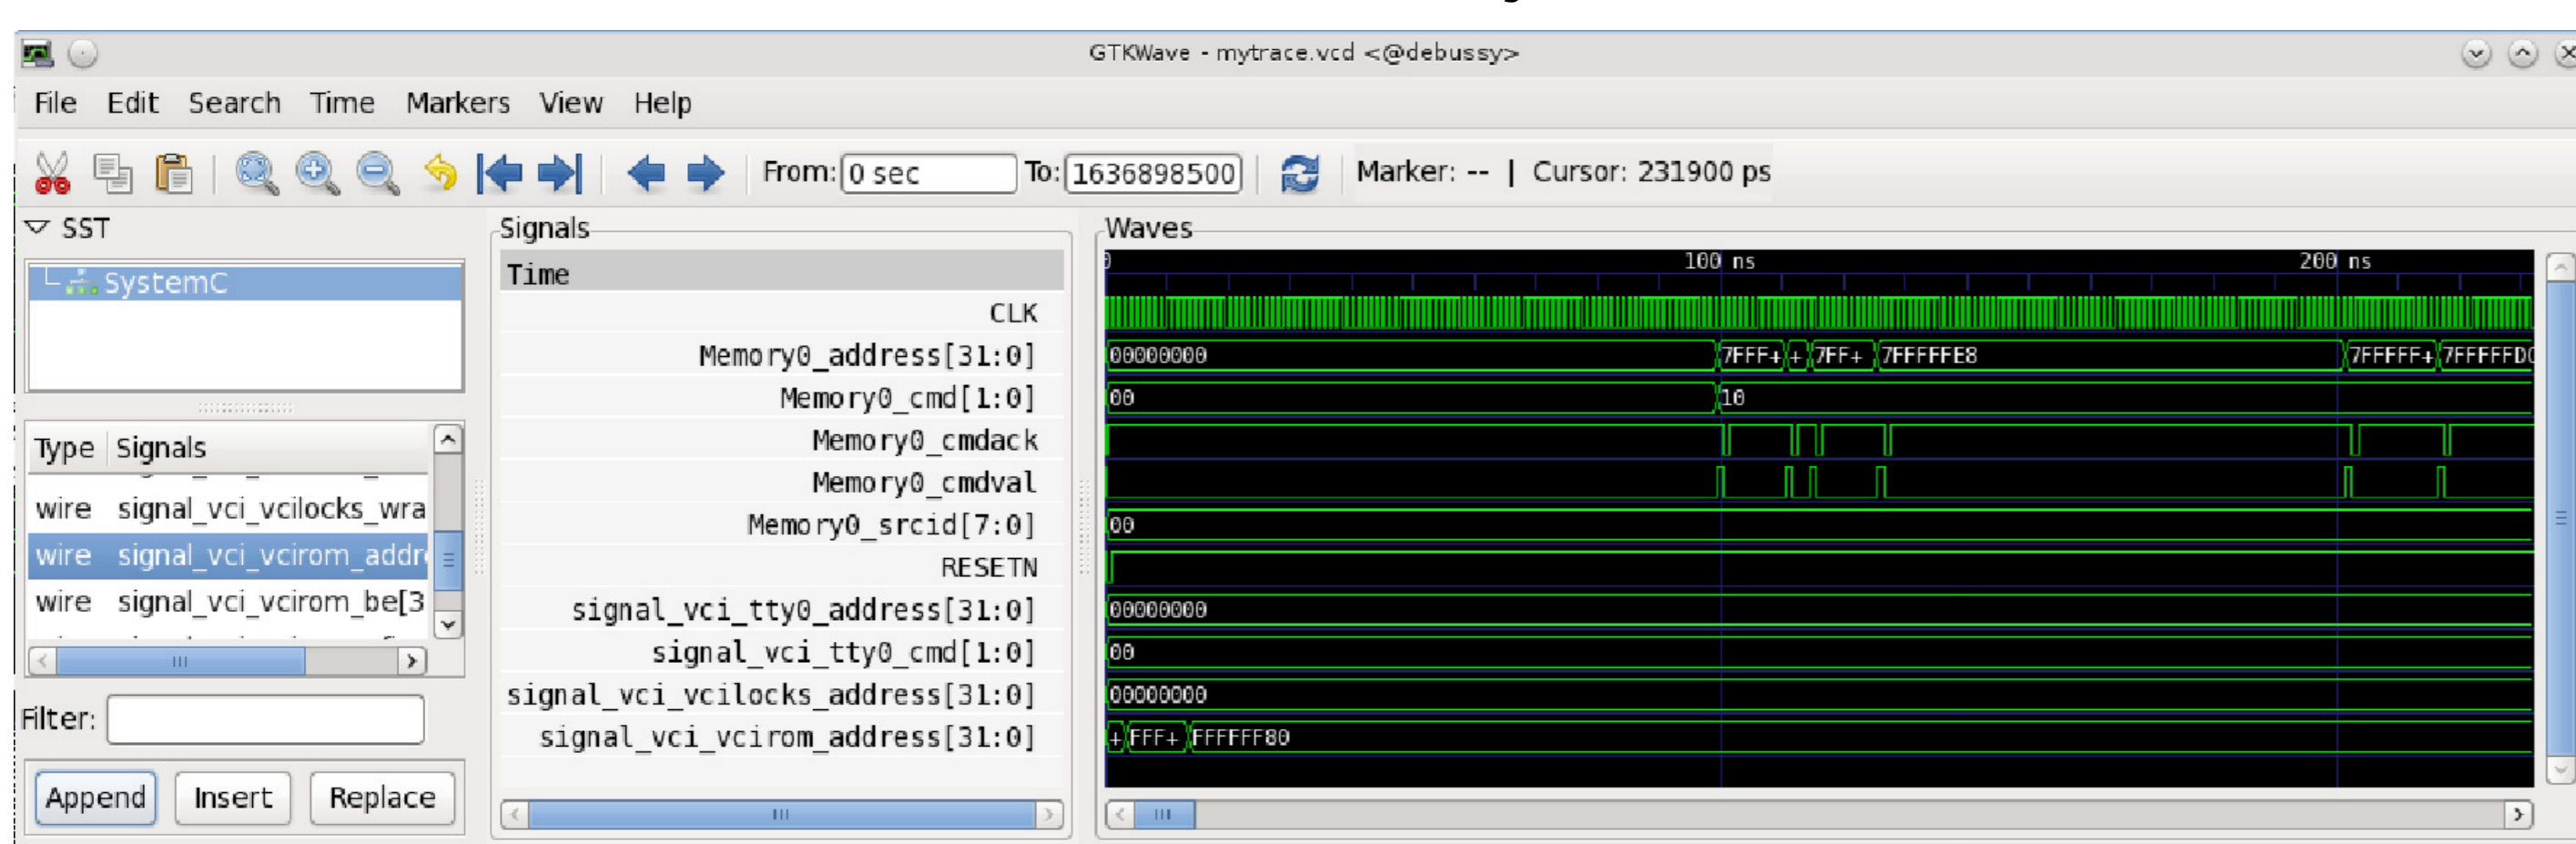 GTKWave - mytrace.vcd <@debussy>
File Edit Search Time Markers View Help
From: 0 sec To: 1636898500 Marker: -- | Cursor: 231900 ps
SST
SystemC
Type Signals
wire signal_vci_vcilocks_wra
wire signal_vci_vcirom_addr
wire signal_vci_vcirom_be[3
Filter:
Append Insert Replace
Signals
Time
CLK
Memory0_address[31:0]
Memory0_cmd[1:0]
Memory0_cmdack
Memory0_cmdval
Memory0_srcid[7:0]
RESETN
signal_vci_tty0_address[31:0]
signal_vci_tty0_cmd[1:0]
signal_vci_vcilocks_address[31:0]
signal_vci_vcirom_address[31:0]
Waves
0 100 ns 200 ns
00000000 7FFF+ + 7FF+ 7FFFFFE8 7FFFFF+ 7FFFFFD0
00 10
00
00000000
00
00000000
+ FFF+ FFFFFF80